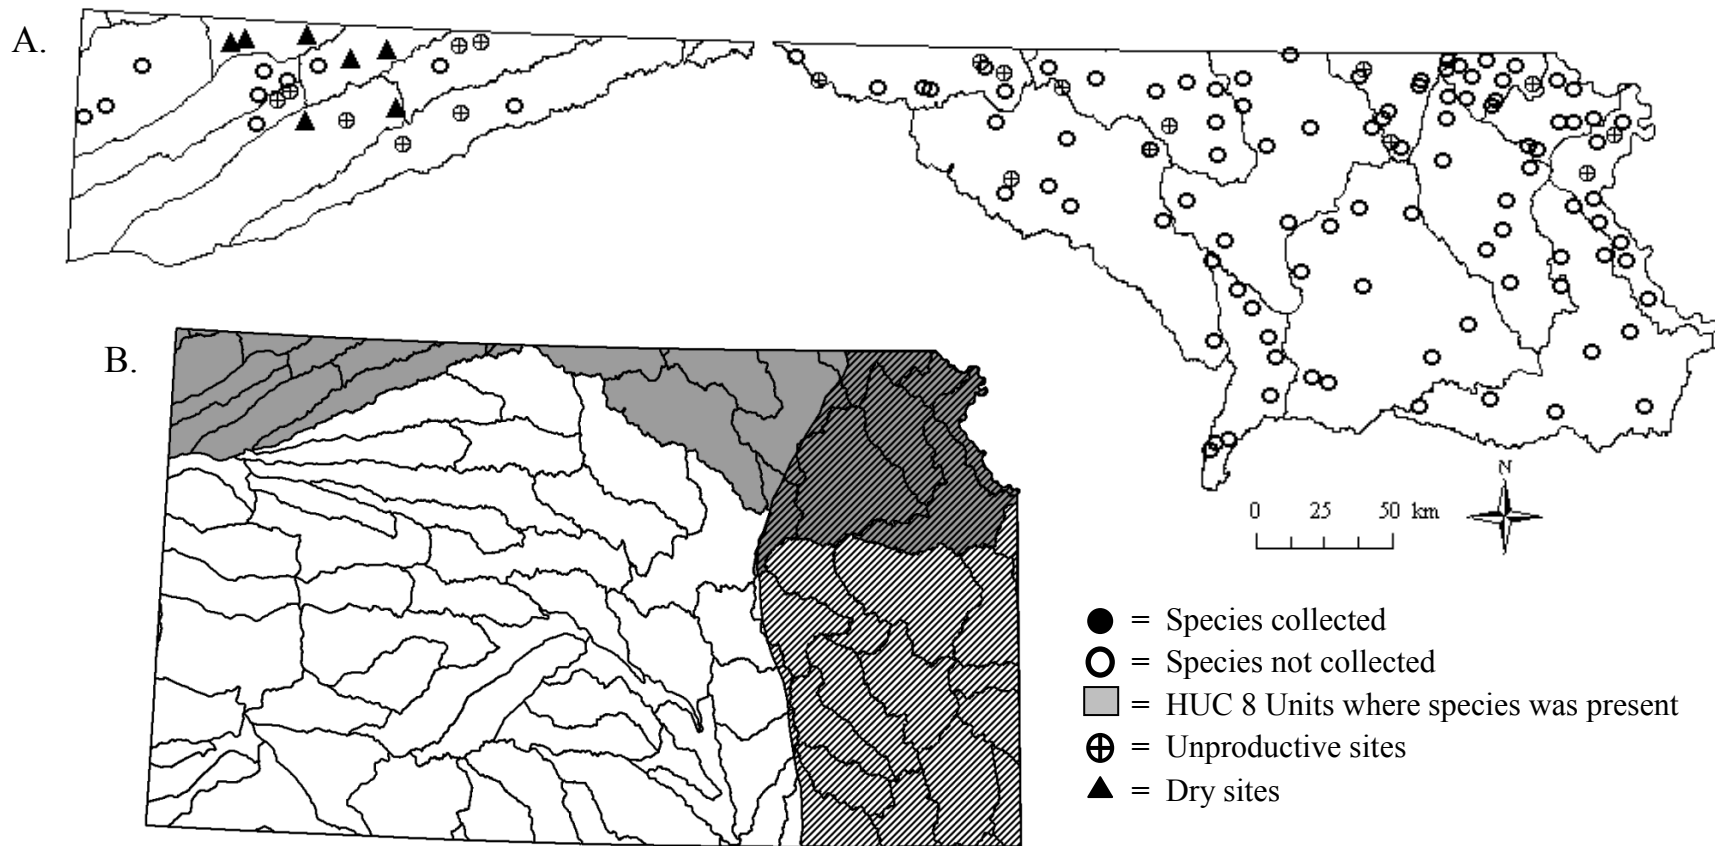 A.
B.
N
0 25 50 km
= Species collected
= Species not collected
= HUC 8 Units where species was present
= Unproductive sites
= Dry sites